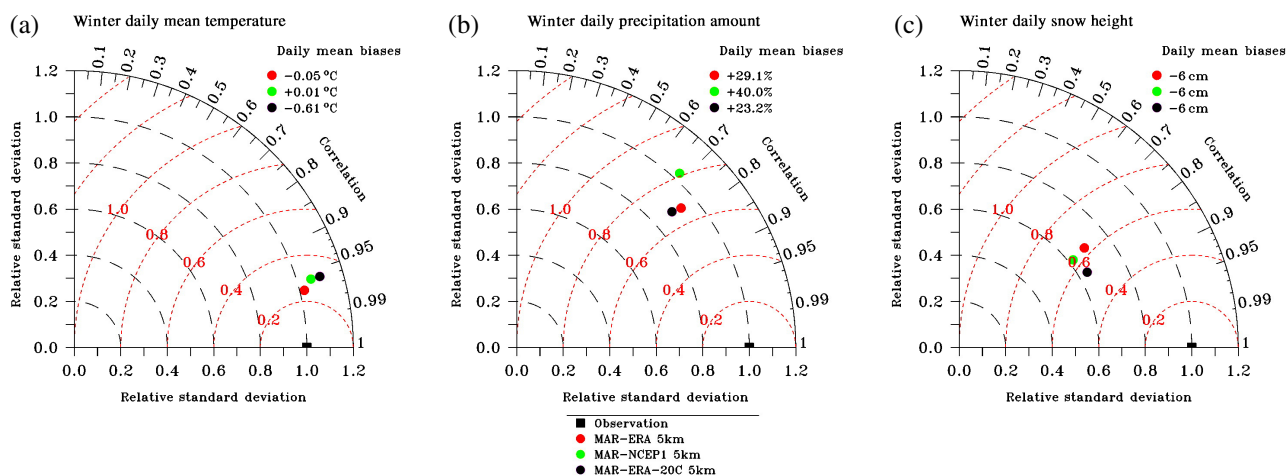 (a) Winter daily mean temperature
Daily mean biases
−0.05 °C
+0.01 °C
−0.61 °C
0.1 0.2 0.3 0.4 0.5 0.6 0.7 0.8 0.9 0.95 0.99 1
Correlation
1.2
1.0
0.8
0.6
0.4
0.2
0.0
Relative standard deviation
1.0 0.8 0.6 0.4 0.2
0.0 0.2 0.4 0.6 0.8 1.0 1.2
Relative standard deviation
(b) Winter daily precipitation amount
Daily mean biases
+29.1%
+40.0%
+23.2%
0.1 0.2 0.3 0.4 0.5 0.6 0.7 0.8 0.9 0.95 0.99 1
Correlation
1.2
1.0
0.8
0.6
0.4
0.2
0.0
Relative standard deviation
1.0 0.8 0.6 0.4 0.2
0.0 0.2 0.4 0.6 0.8 1.0 1.2
Relative standard deviation
(c) Winter daily snow height
Daily mean biases
−6 cm
−6 cm
−6 cm
0.1 0.2 0.3 0.4 0.5 0.6 0.7 0.8 0.9 0.95 0.99 1
Correlation
1.2
1.0
0.8
0.6
0.4
0.2
0.0
Relative standard deviation
1.0 0.8 0.6 0.4 0.2
0.0 0.2 0.4 0.6 0.8 1.0 1.2
Relative standard deviation
Observation
MAR−ERA 5km
MAR−NCEP1 5km
MAR−ERA−20C 5km